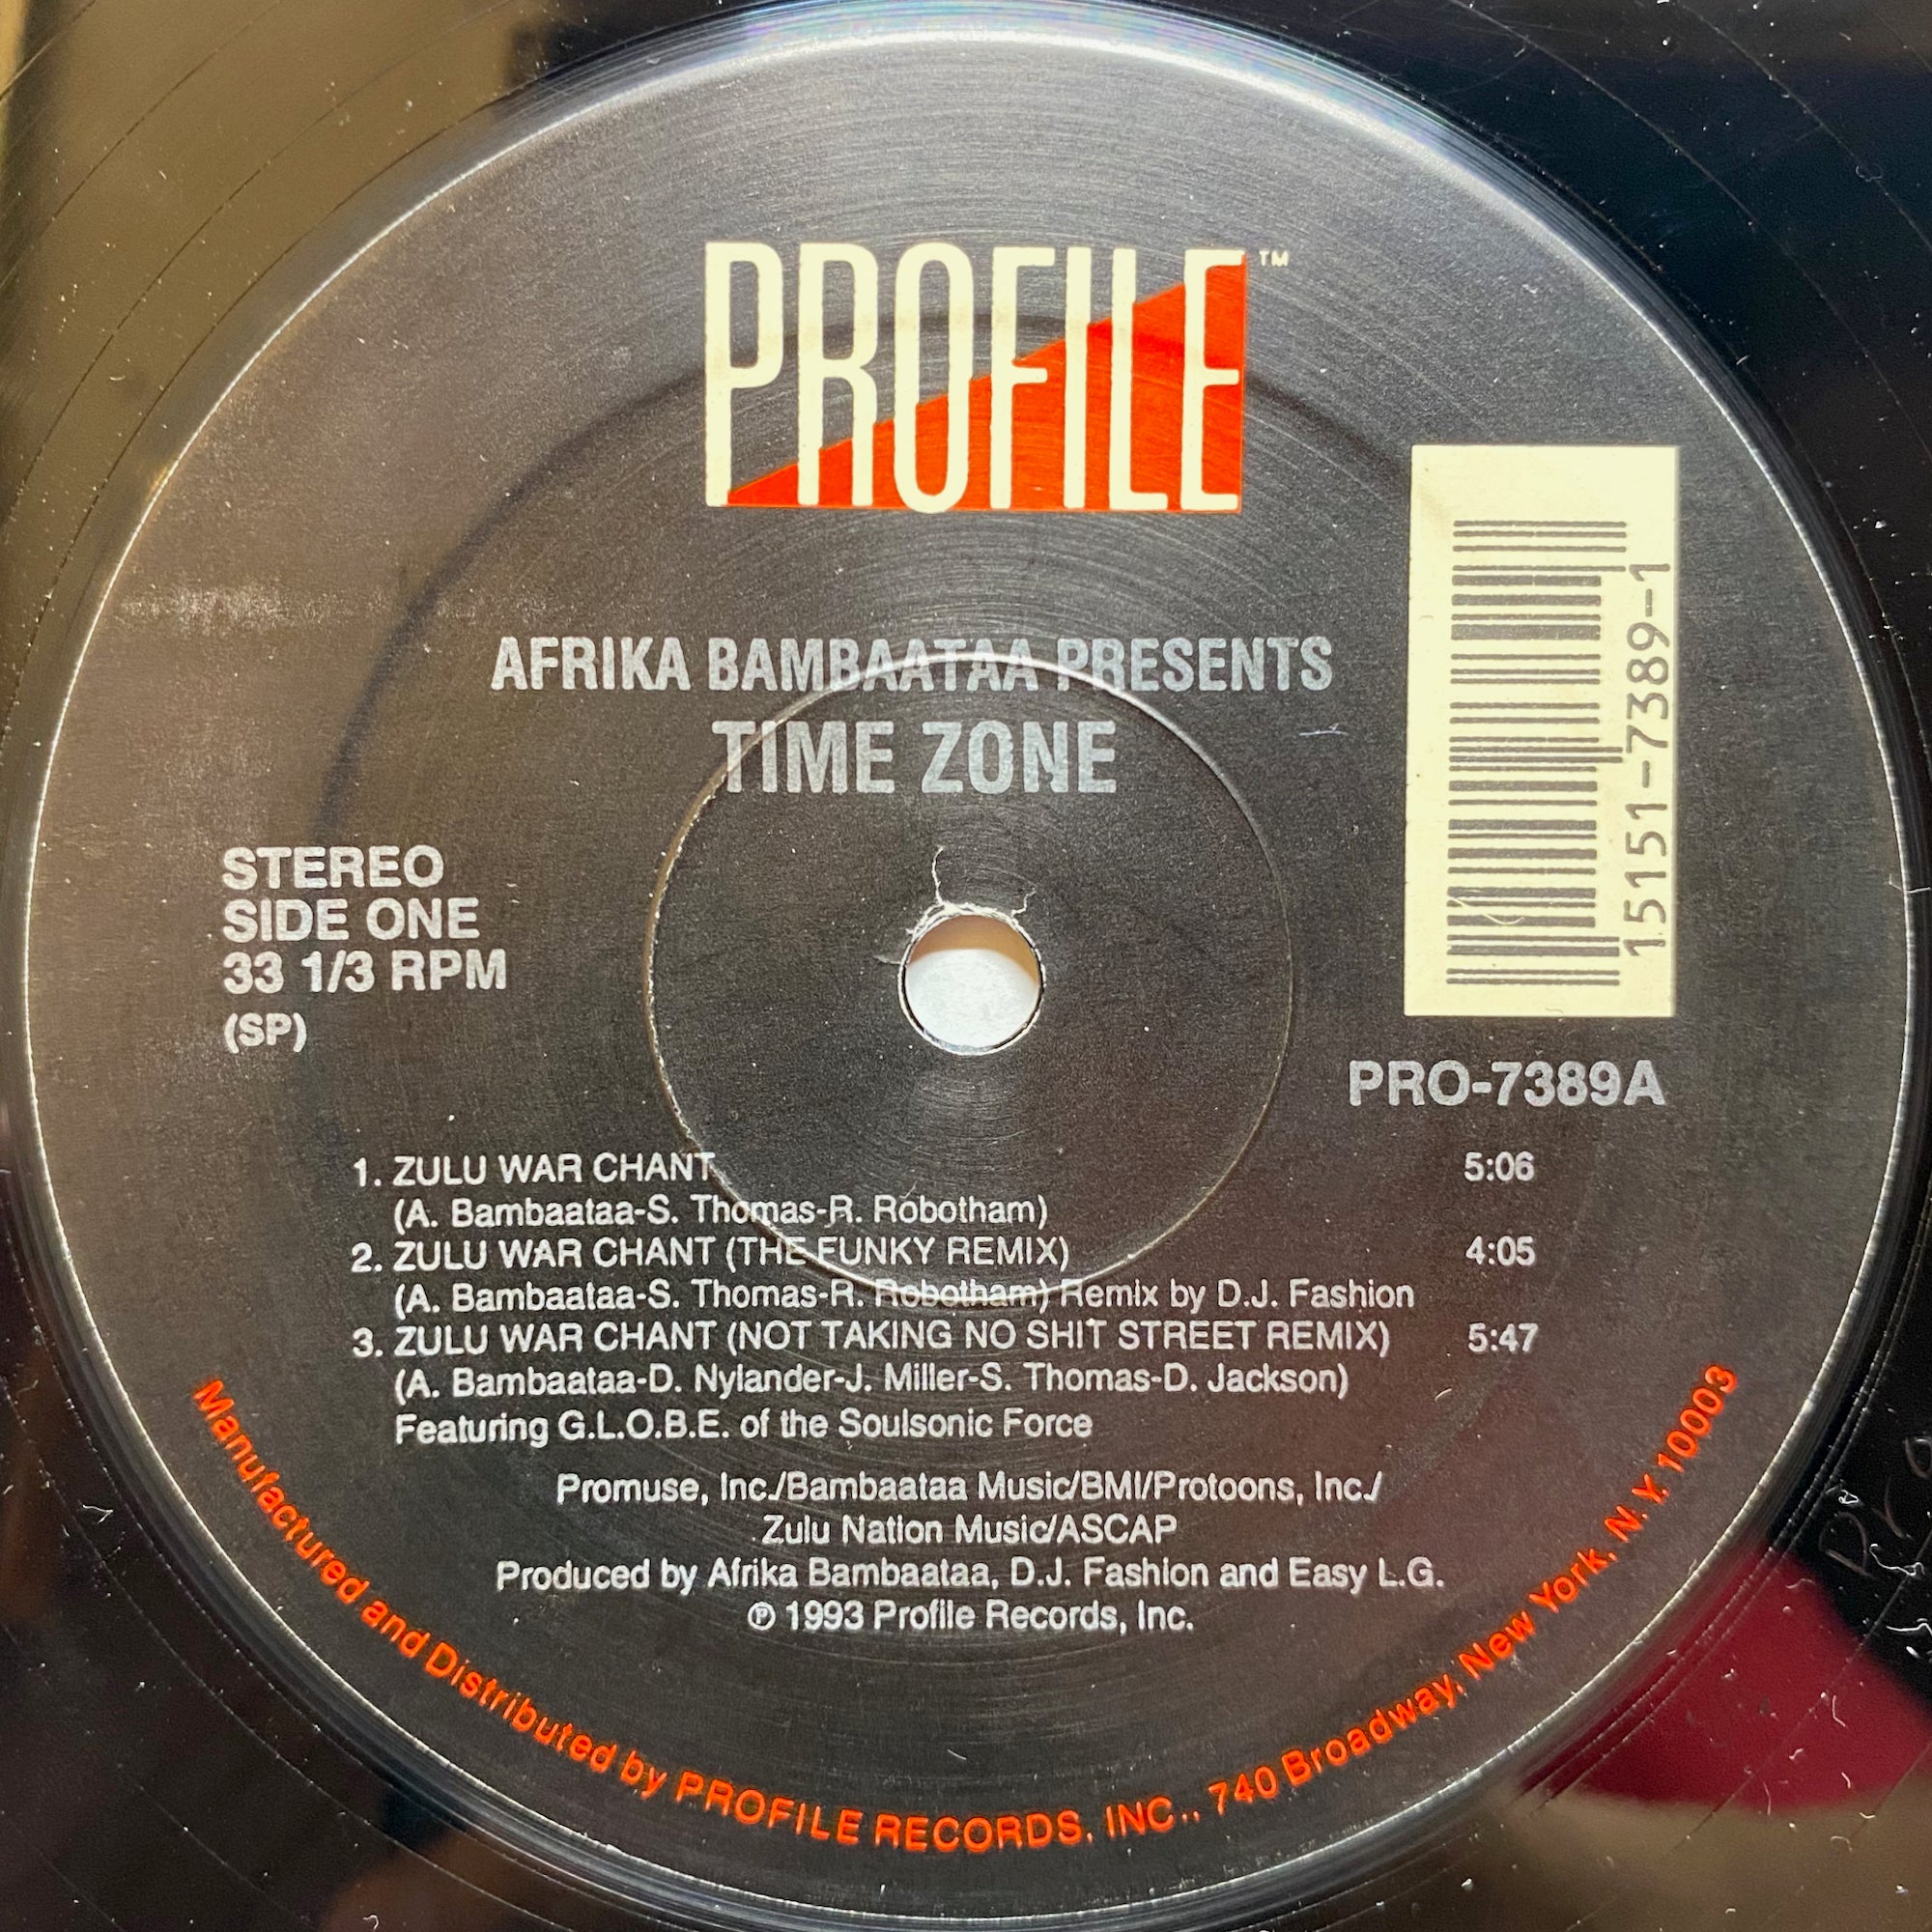 PROFILE™
AFRIKA BAMBAATAA PRESENTS
TIME ZONE
STEREO
SIDE ONE
33 1/3 RPM
(SP)
15151-7389-1
PRO-7389A
1. ZULU WAR CHANT 5:06
(A. Bambaataa-S. Thomas-R. Robotham)
2. ZULU WAR CHANT (THE FUNKY REMIX) 4:05
(A. Bambaataa-S. Thomas-R. Robotham) Remix by D.J. Fashion
3. ZULU WAR CHANT (NOT TAKING NO SHIT STREET REMIX) 5:47
(A. Bambaataa-D. Nylander-J. Miller-S. Thomas-D. Jackson)
Featuring G.L.O.B.E. of the Soulsonic Force
Promuse, Inc./Bambaataa Music/BMI/Protoons, Inc./
Zulu Nation Music/ASCAP
Produced by Afrika Bambaataa, D.J. Fashion and Easy L.G.
℗ 1993 Profile Records, Inc.
Manufactured and Distributed by PROFILE RECORDS, INC., 740 Broadway, New York, N.Y. 10003